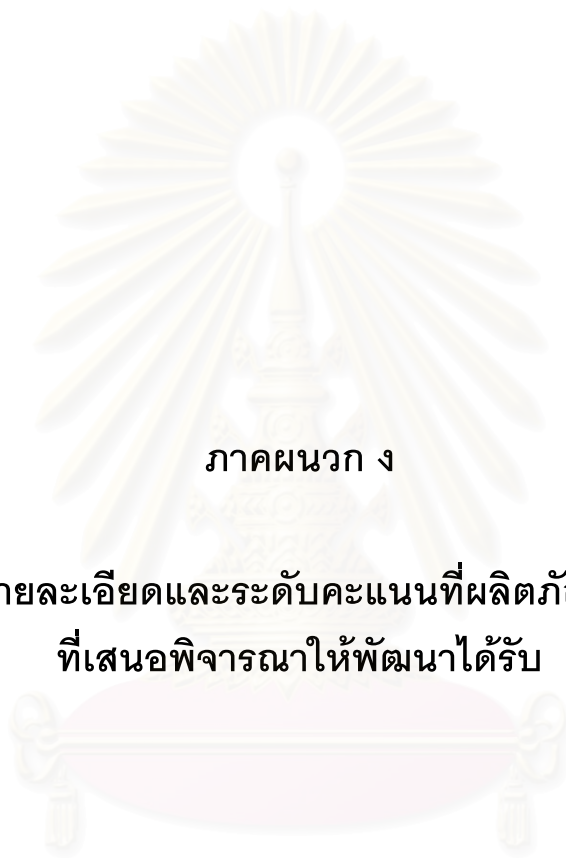 ภาคผนวก ง
ายละเอียดและระดับคะแนนที่ผลิตภั
ที่เสนอพิจารณาให้พัฒนาได้รับ